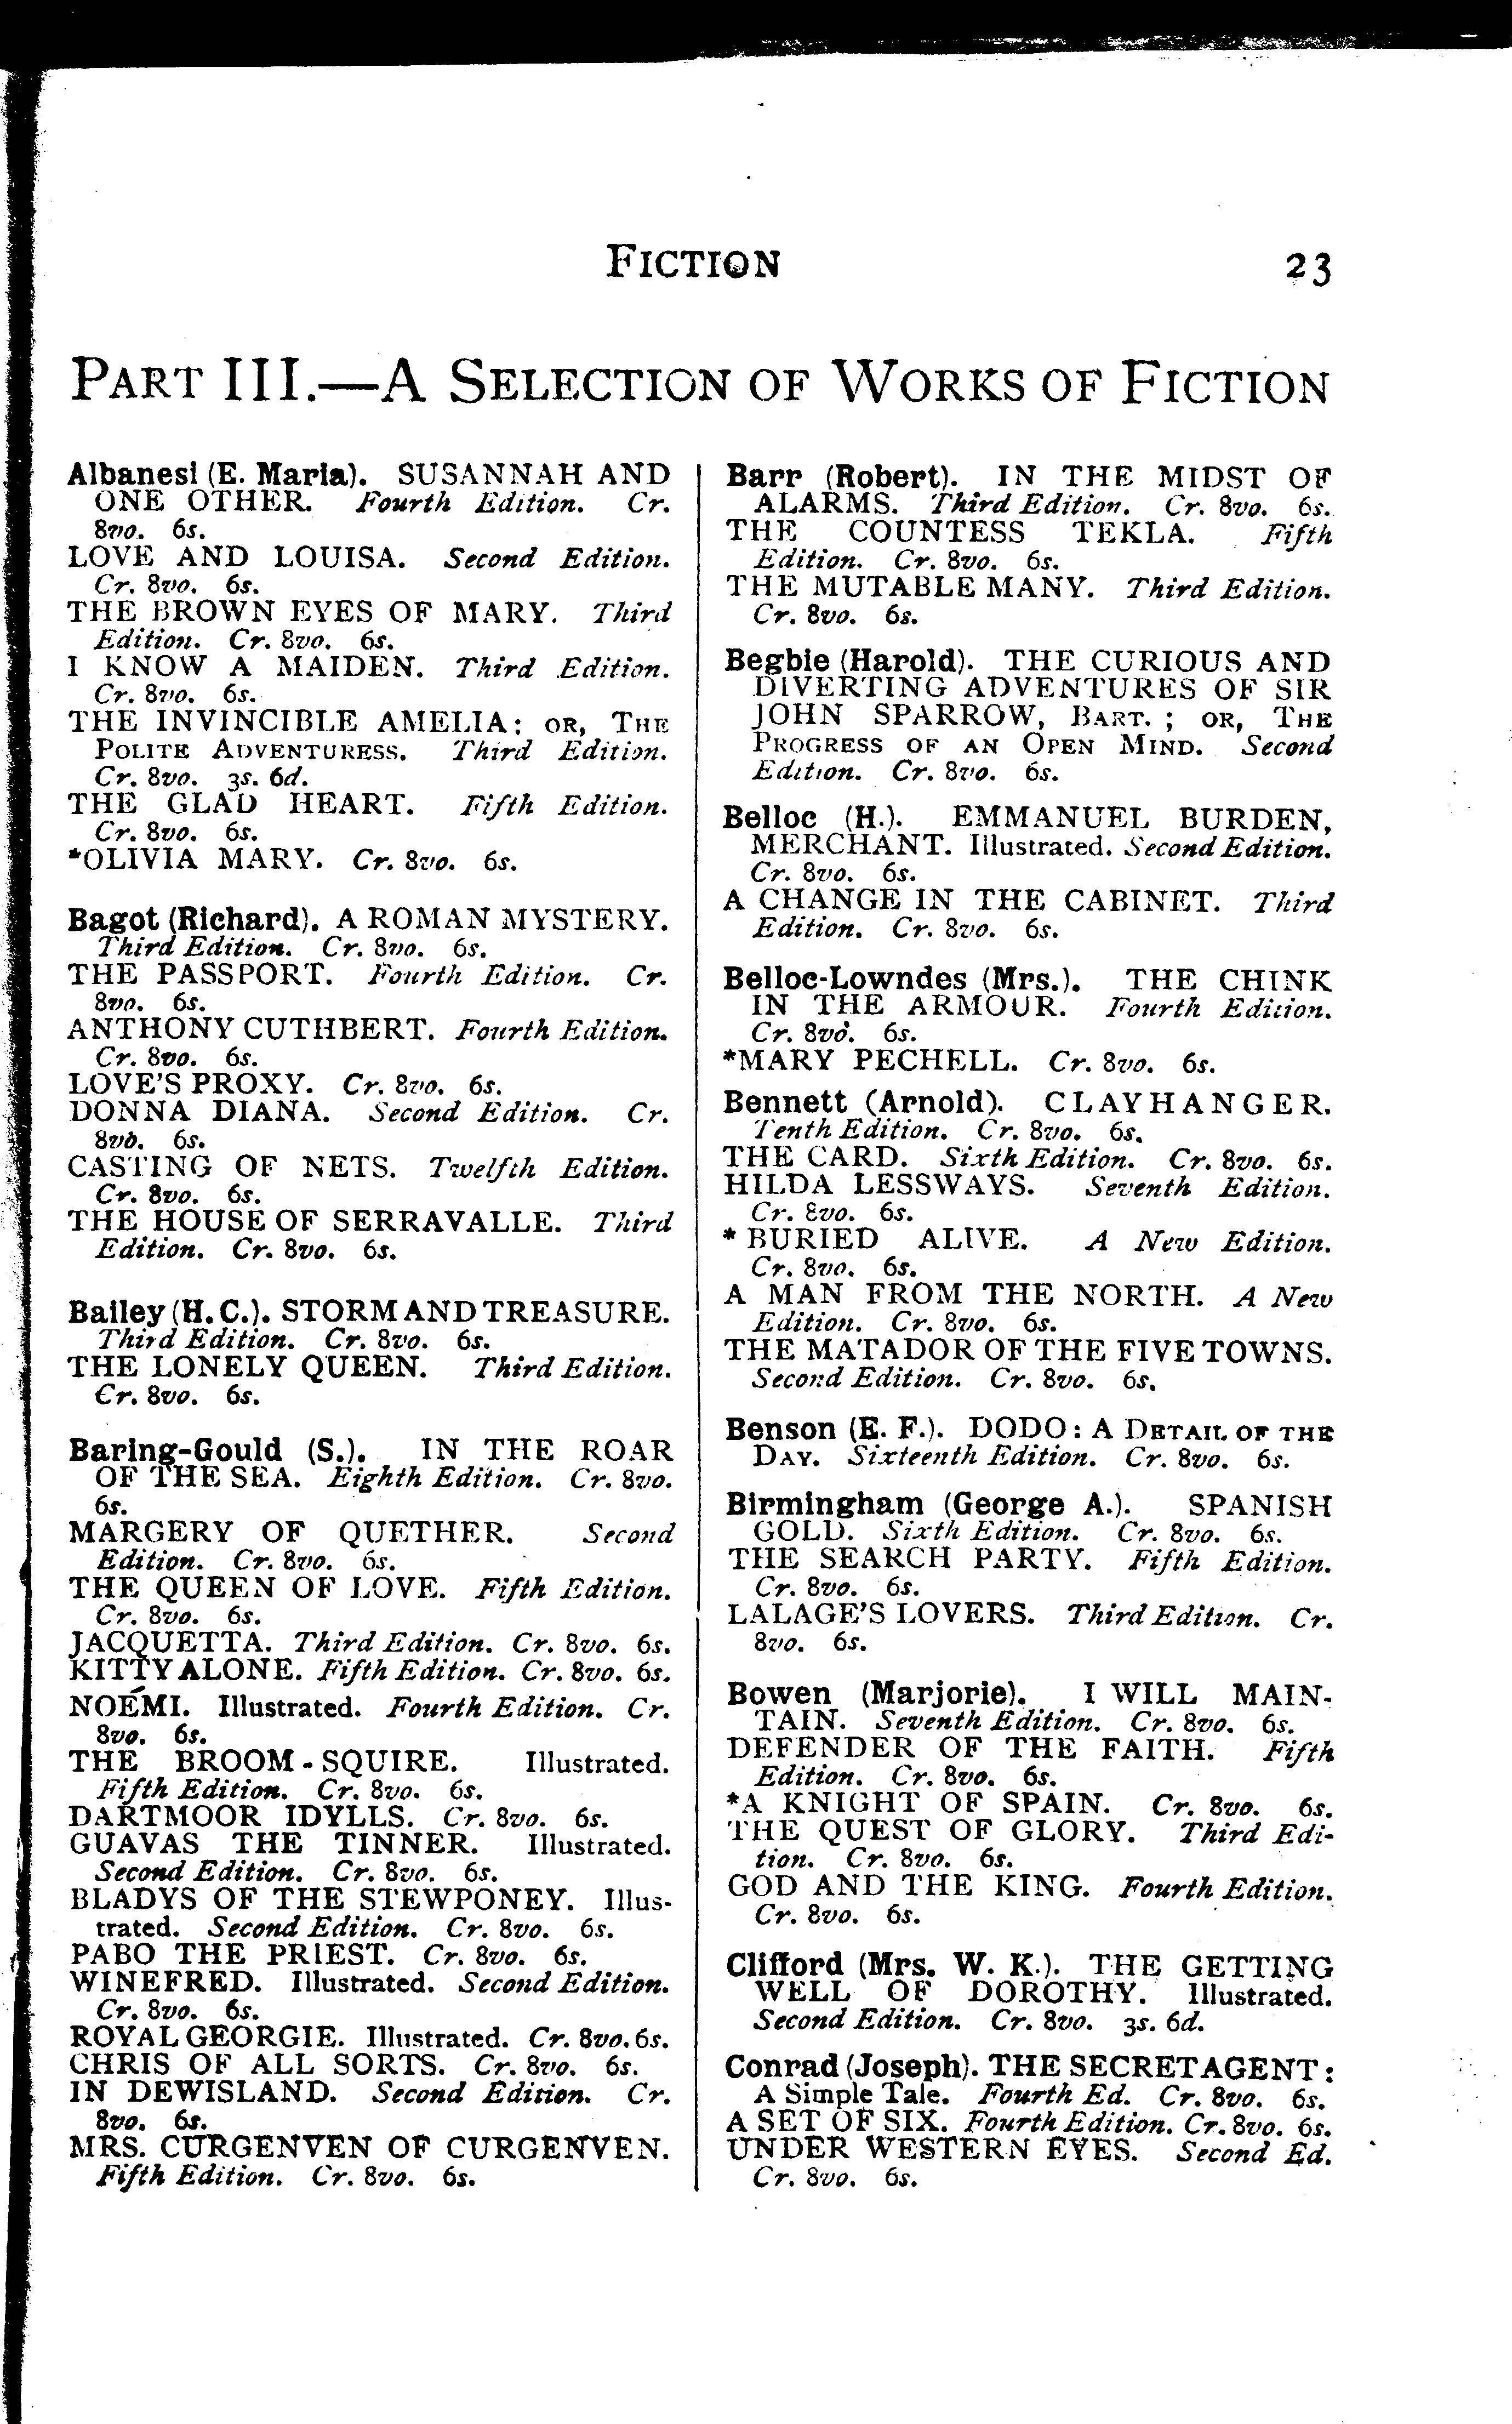 FICTION 23
PART III.—A SELECTION OF WORKS OF FICTION
Albanesi (E. Maria). SUSANNAH AND
ONE OTHER. Fourth Edition. Cr.
8vo. 6s.
LOVE AND LOUISA. Second Edition.
Cr. 8vo. 6s.
THE BROWN EYES OF MARY. Third
Edition. Cr. 8vo. 6s.
I KNOW A MAIDEN. Third Edition.
Cr. 8vo. 6s.
THE INVINCIBLE AMELIA: OR, THE
POLITE ADVENTURESS. Third Edition.
Cr. 8vo. 3s. 6d.
THE GLAD HEART. Fifth Edition.
Cr. 8vo. 6s.
*OLIVIA MARY. Cr. 8vo. 6s.
Bagot (Richard). A ROMAN MYSTERY.
Third Edition. Cr. 8vo. 6s.
THE PASSPORT. Fourth Edition. Cr.
8vo. 6s.
ANTHONY CUTHBERT. Fourth Edition.
Cr. 8vo. 6s.
LOVE'S PROXY. Cr. 8vo. 6s.
DONNA DIANA. Second Edition. Cr.
8vo. 6s.
CASTING OF NETS. Twelfth Edition.
Cr. 8vo. 6s.
THE HOUSE OF SERRAVALLE. Third
Edition. Cr. 8vo. 6s.
Bailey (H. C.). STORM AND TREASURE.
Third Edition. Cr. 8vo. 6s.
THE LONELY QUEEN. Third Edition.
Cr. 8vo. 6s.
Baring-Gould (S.). IN THE ROAR
OF THE SEA. Eighth Edition. Cr. 8vo.
6s.
MARGERY OF QUETHER. Second
Edition. Cr. 8vo. 6s.
THE QUEEN OF LOVE. Fifth Edition.
Cr. 8vo. 6s.
JACQUETTA. Third Edition. Cr. 8vo. 6s.
KITTY ALONE. Fifth Edition. Cr. 8vo. 6s.
NOÉMI. Illustrated. Fourth Edition. Cr.
8vo. 6s.
THE BROOM-SQUIRE. Illustrated.
Fifth Edition. Cr. 8vo. 6s.
DARTMOOR IDYLLS. Cr. 8vo. 6s.
GUAVAS THE TINNER. Illustrated.
Second Edition. Cr. 8vo. 6s.
BLADYS OF THE STEWPONEY. Illus-
trated. Second Edition. Cr. 8vo. 6s.
PABO THE PRIEST. Cr. 8vo. 6s.
WINEFRED. Illustrated. Second Edition.
Cr. 8vo. 6s.
ROYAL GEORGIE. Illustrated. Cr. 8vo. 6s.
CHRIS OF ALL SORTS. Cr. 8vo. 6s.
IN DEWISLAND. Second Edition. Cr.
8vo. 6s.
MRS. CURGENVEN OF CURGENVEN.
Fifth Edition. Cr. 8vo. 6s.
Barr (Robert). IN THE MIDST OF
ALARMS. Third Edition. Cr. 8vo. 6s.
THE COUNTESS TEKLA. Fifth
Edition. Cr. 8vo. 6s.
THE MUTABLE MANY. Third Edition.
Cr. 8vo. 6s.
Begbie (Harold). THE CURIOUS AND
DIVERTING ADVENTURES OF SIR
JOHN SPARROW, BART. ; OR, THE
PROGRESS OF AN OPEN MIND. Second
Edition. Cr. 8vo. 6s.
Belloc (H.). EMMANUEL BURDEN,
MERCHANT. Illustrated. Second Edition.
Cr. 8vo. 6s.
A CHANGE IN THE CABINET. Third
Edition. Cr. 8vo. 6s.
Belloc-Lowndes (Mrs.). THE CHINK
IN THE ARMOUR. Fourth Edition.
Cr. 8vo. 6s.
*MARY PECHELL. Cr. 8vo. 6s.
Bennett (Arnold). CLAYHANGER.
Tenth Edition. Cr. 8vo. 6s.
THE CARD. Sixth Edition. Cr. 8vo. 6s.
HILDA LESSWAYS. Seventh Edition.
Cr. 8vo. 6s.
* BURIED ALIVE. A New Edition.
Cr. 8vo. 6s.
A MAN FROM THE NORTH. A New
Edition. Cr. 8vo. 6s.
THE MATADOR OF THE FIVE TOWNS.
Second Edition. Cr. 8vo. 6s.
Benson (E. F.). DODO: A DETAIL OF THE
DAY. Sixteenth Edition. Cr. 8vo. 6s.
Birmingham (George A.). SPANISH
GOLD. Sixth Edition. Cr. 8vo. 6s.
THE SEARCH PARTY. Fifth Edition.
Cr. 8vo. 6s.
LALAGE'S LOVERS. Third Edition. Cr.
8vo. 6s.
Bowen (Marjorie). I WILL MAIN-
TAIN. Seventh Edition. Cr. 8vo. 6s.
DEFENDER OF THE FAITH. Fifth
Edition. Cr. 8vo. 6s.
*A KNIGHT OF SPAIN. Cr. 8vo. 6s.
THE QUEST OF GLORY. Third Edi-
tion. Cr. 8vo. 6s.
GOD AND THE KING. Fourth Edition.
Cr. 8vo. 6s.
Clifford (Mrs. W. K.). THE GETTING
WELL OF DOROTHY. Illustrated.
Second Edition. Cr. 8vo. 3s. 6d.
Conrad (Joseph). THE SECRET AGENT:
A Simple Tale. Fourth Ed. Cr. 8vo. 6s.
A SET OF SIX. Fourth Edition. Cr. 8vo. 6s.
UNDER WESTERN EYES. Second Ed.
Cr. 8vo. 6s.